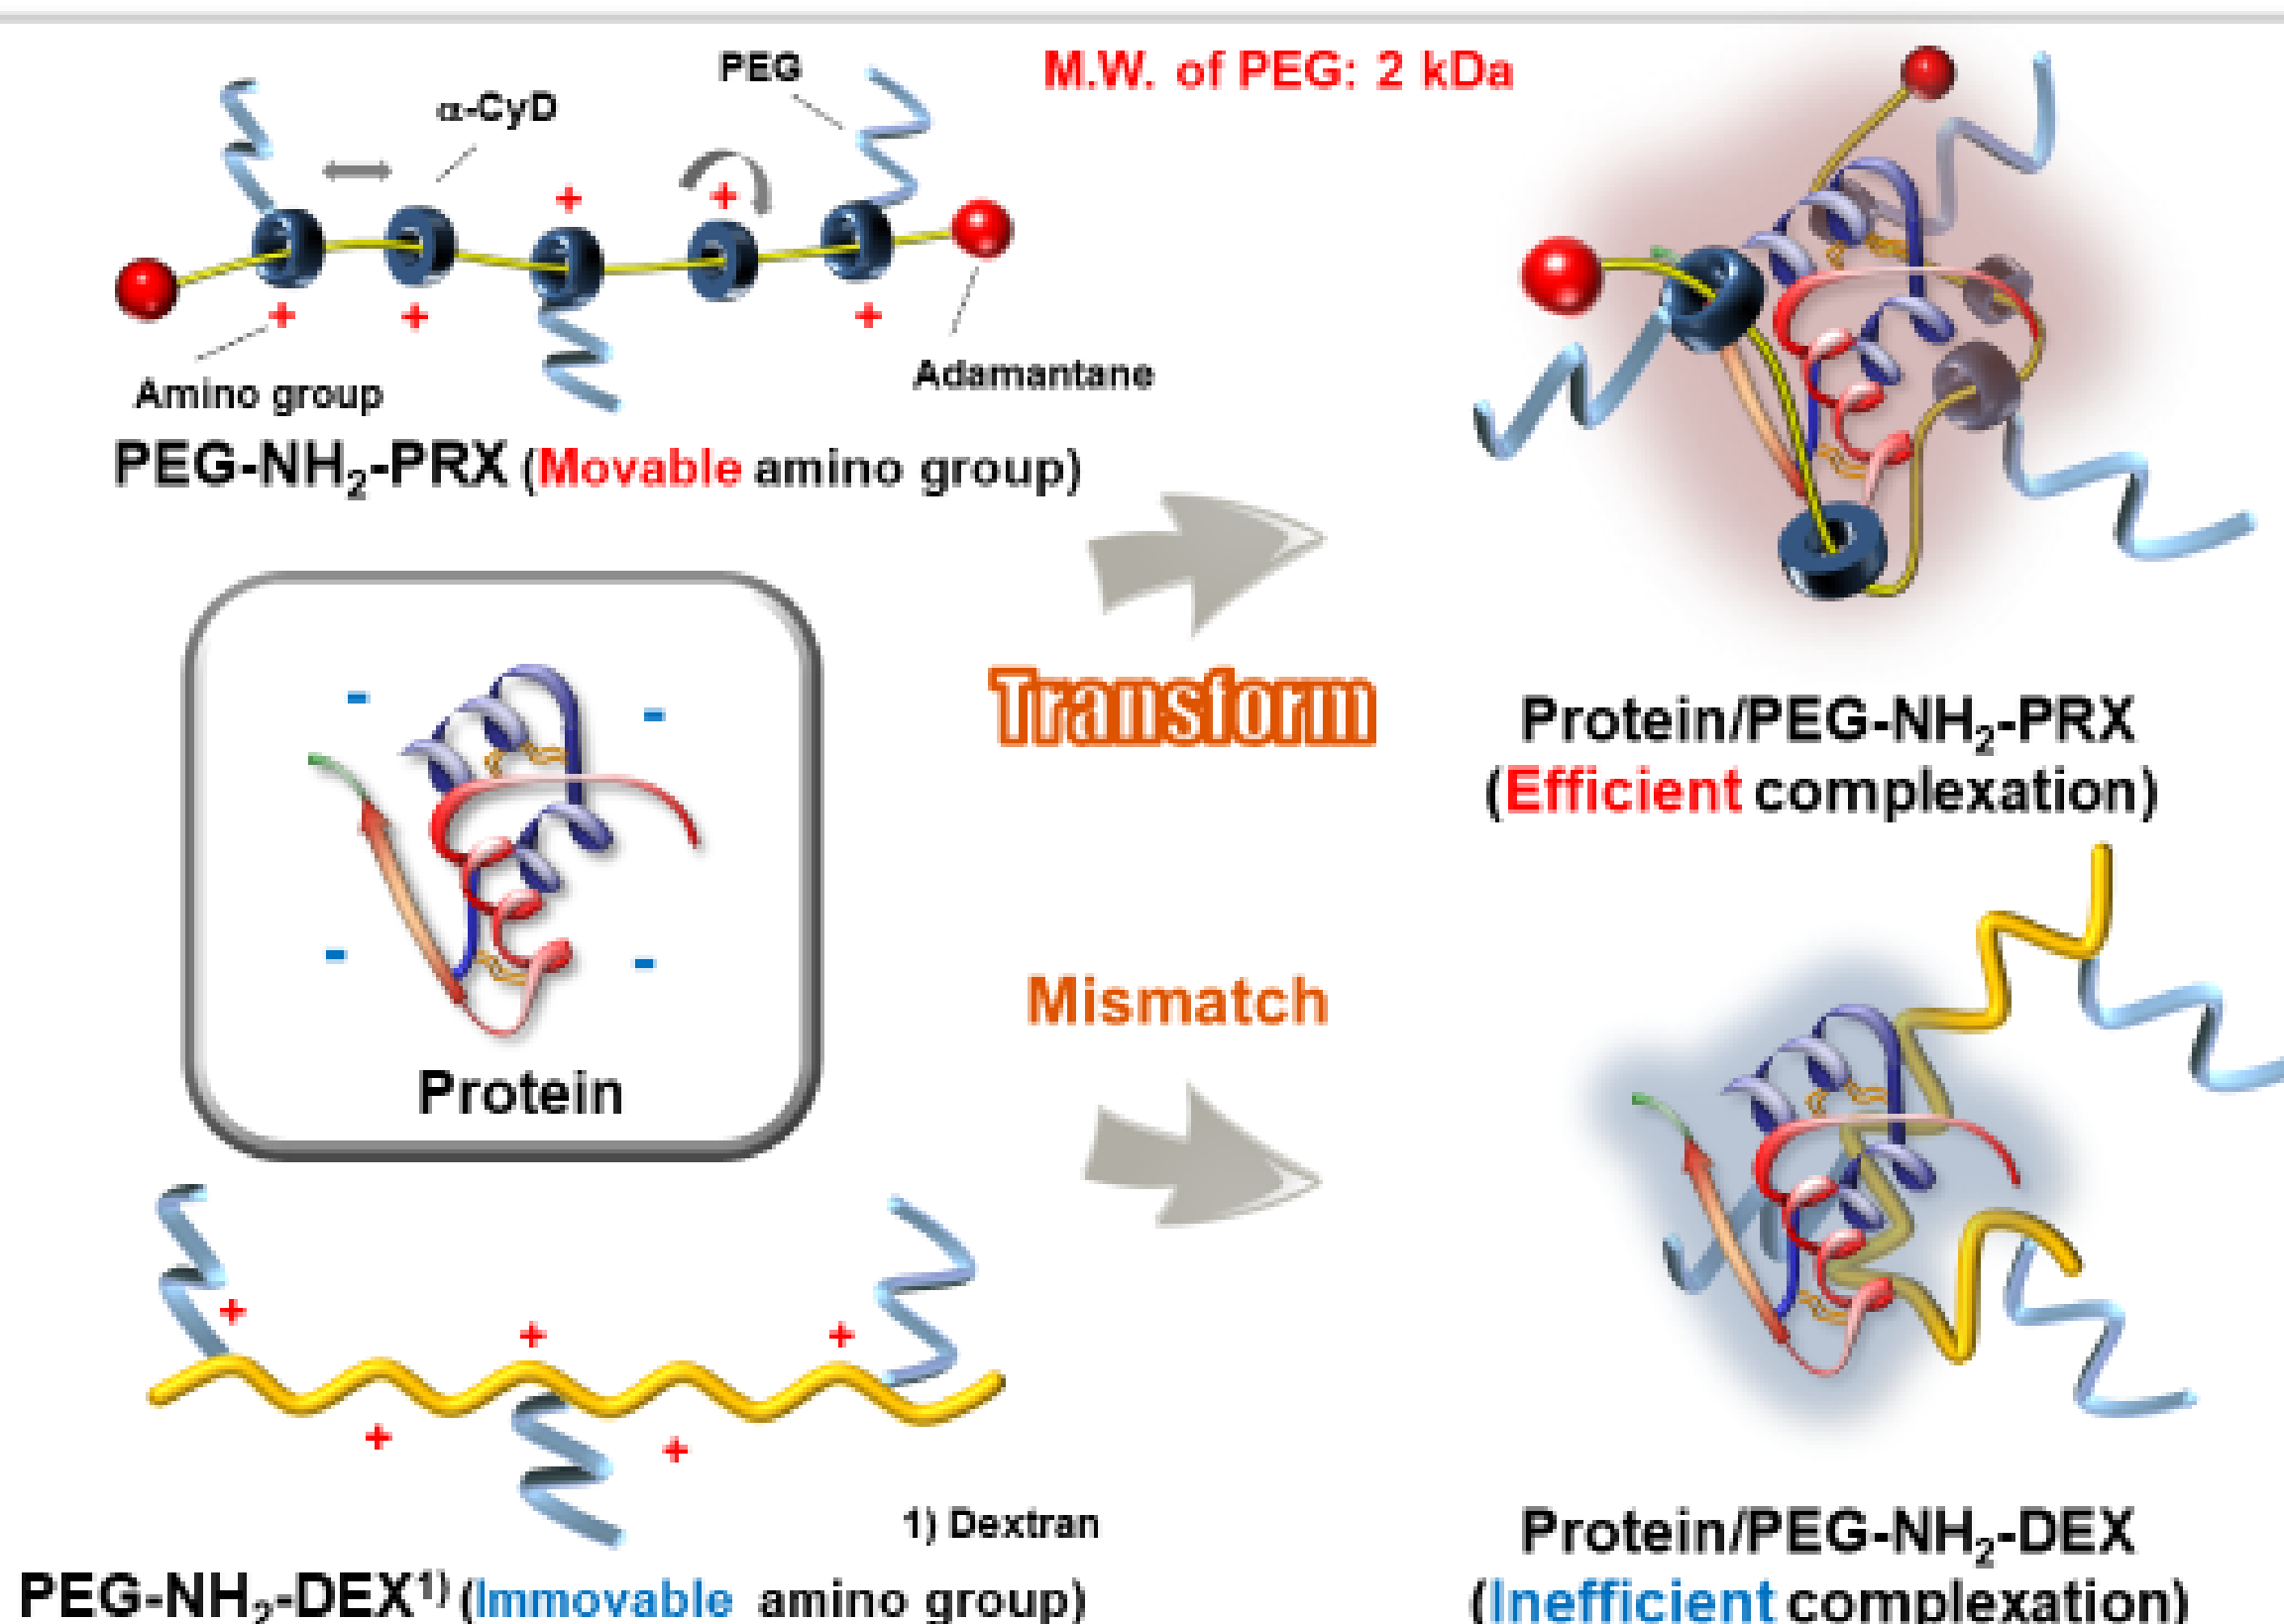 PEG
M.W. of PEG: 2 kDa
α-CyD
+
+
+
+
+
Adamantane
Amino group
PEG-NH₂-PRX (Movable amino group)
Transform
Protein/PEG-NH₂-PRX
(Efficient complexation)
-
-
-
-
Protein
Mismatch
+
+
+
+
+
1) Dextran
PEG-NH₂-DEX¹⁾ (Immovable amino group)
Protein/PEG-NH₂-DEX
(Inefficient complexation)